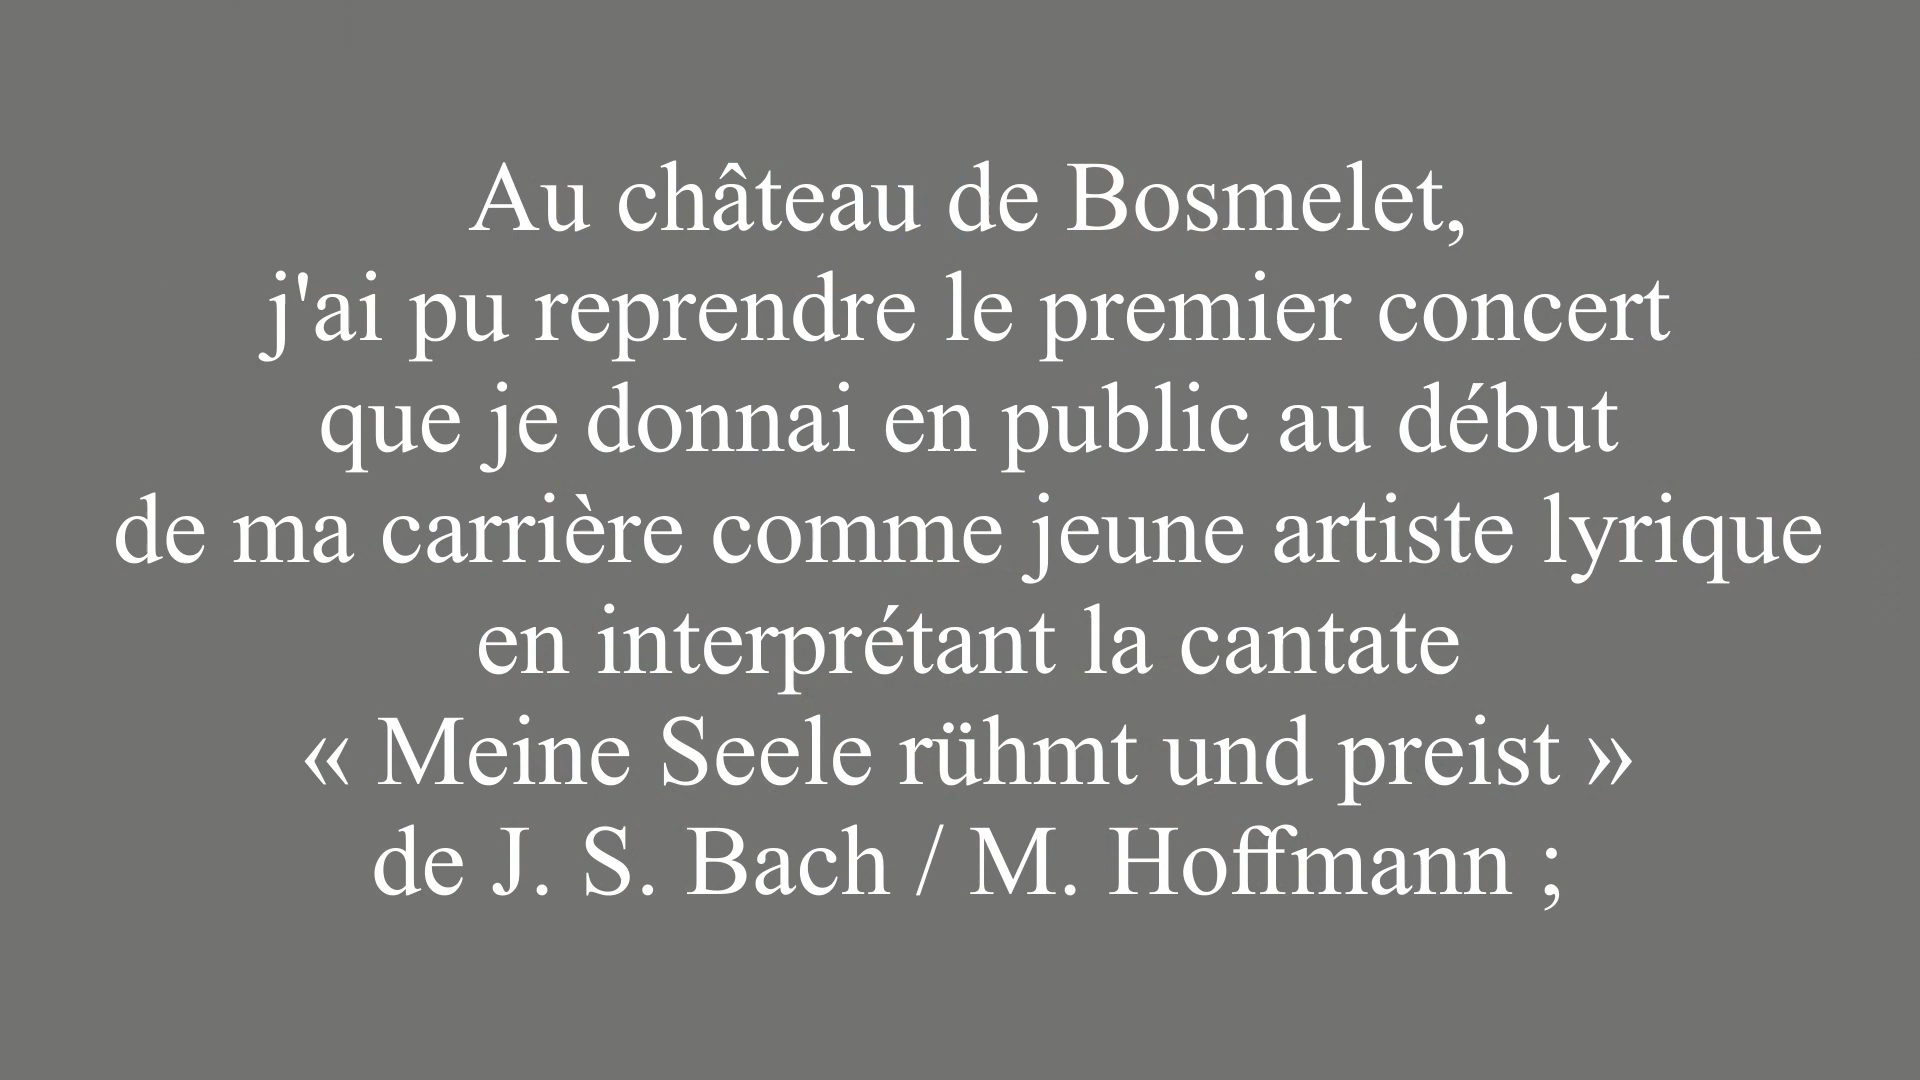 Au château de Bosmelet,
j'ai pu reprendre le premier concert
que je donnai en public au début
de ma carrière comme jeune artiste lyrique
en interprétant la cantate
« Meine Seele rühmt und preist »
de J. S. Bach / M. Hoffmann ;